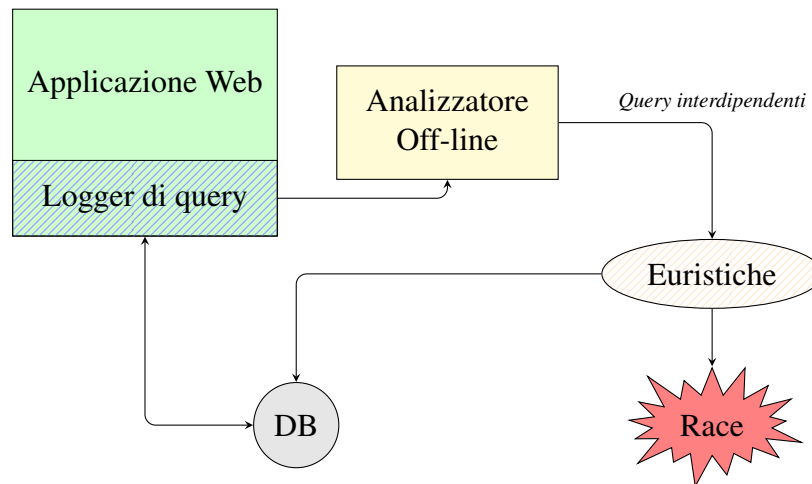 Applicazione Web
Logger di query
Analizzatore
Off-line
Query interdipendenti
Euristiche
DB
Race